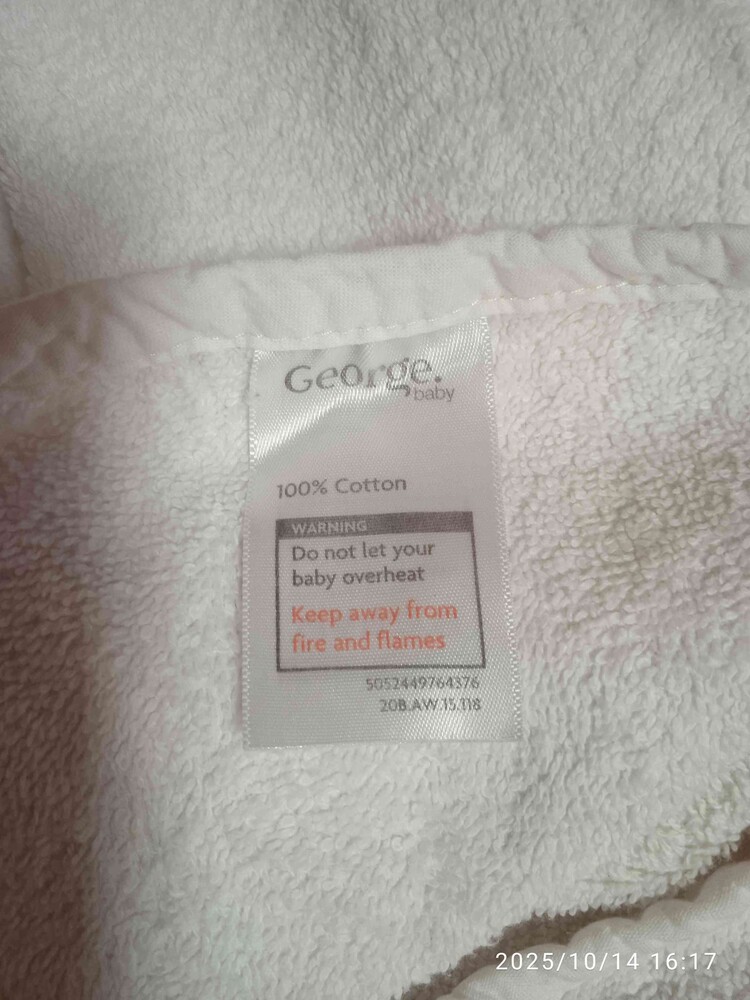 George.
baby
100% Cotton
WARNING
Do not let your
baby overheat
Keep away from
fire and flames
5052449764376
20B.AW.15.118
2025/10/14 16:17